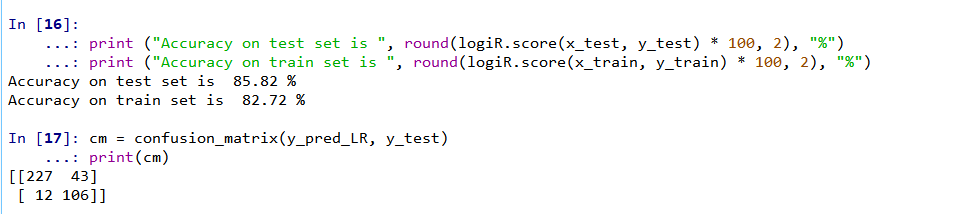 In [16]:
    ...: print ("Accuracy on test set is ", round(logiR.score(x_test, y_test) * 100, 2), "%")
    ...: print ("Accuracy on train set is ", round(logiR.score(x_train, y_train) * 100, 2), "%")
Accuracy on test set is  85.82 %
Accuracy on train set is  82.72 %
In [17]: cm = confusion_matrix(y_pred_LR, y_test)
    ...: print(cm)
[[227  43]
 [ 12 106]]